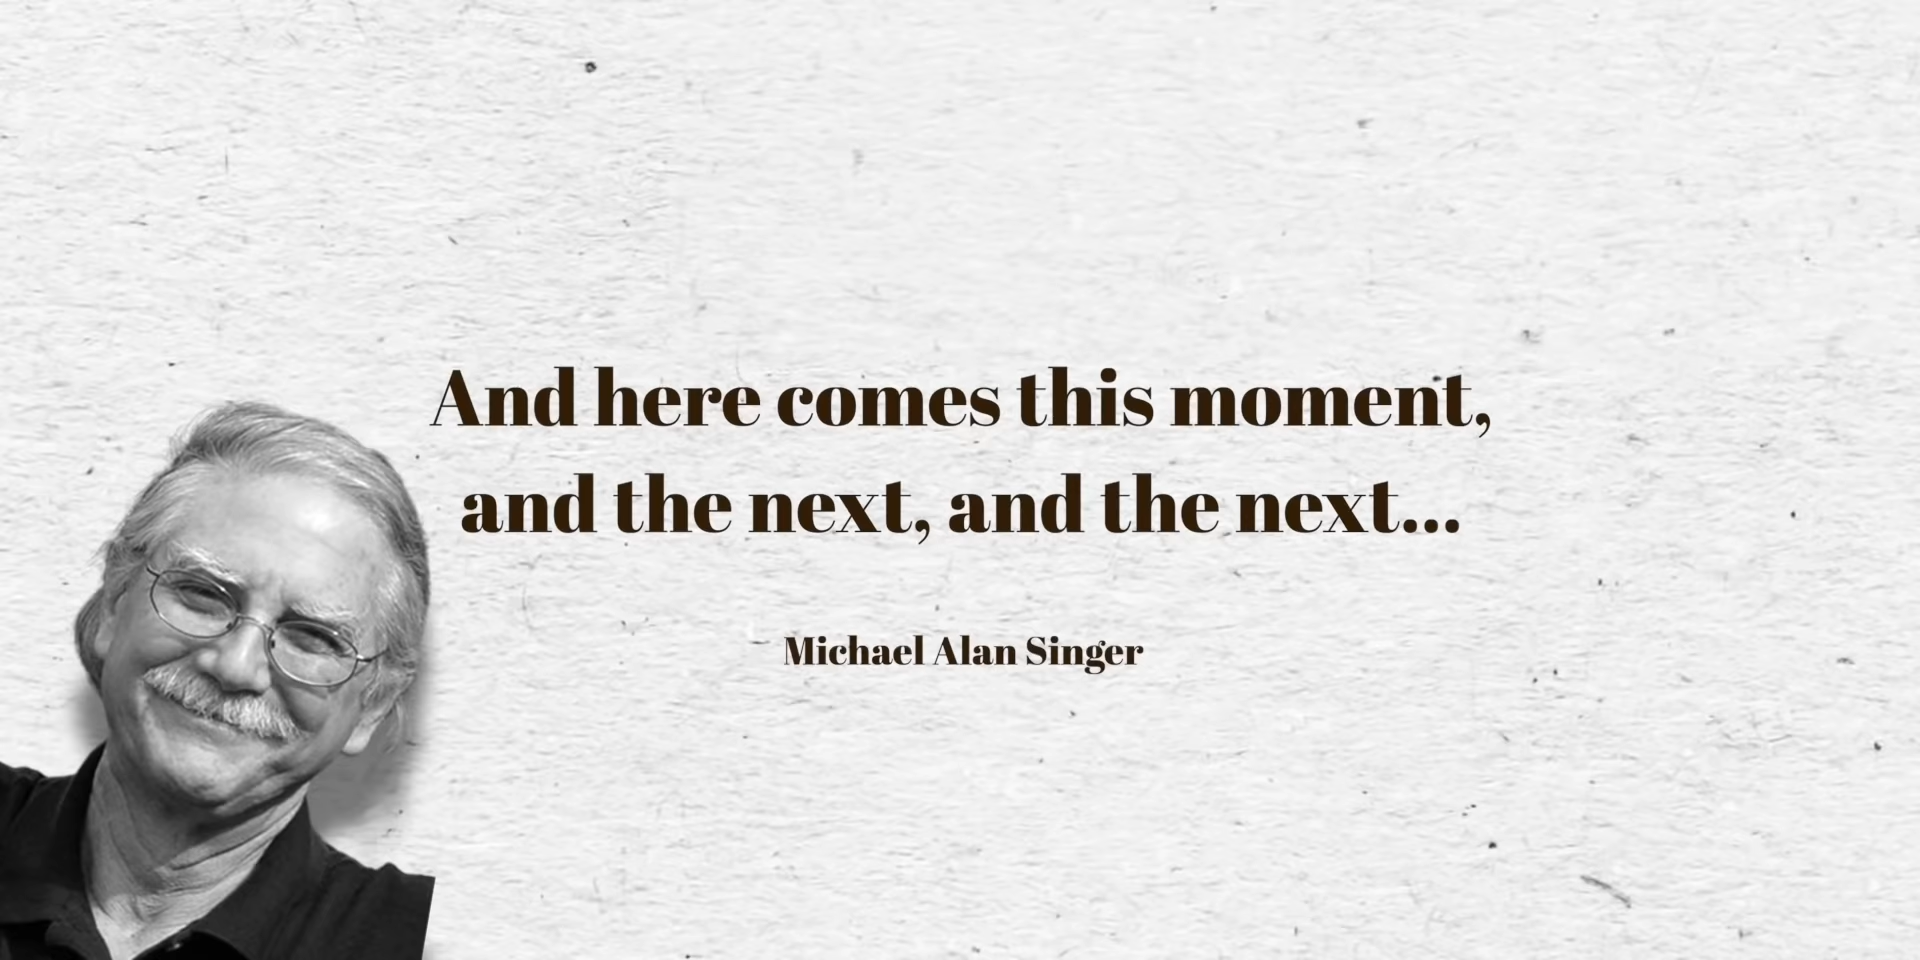 And here comes this moment,
and the next, and the next...
Michael Alan Singer